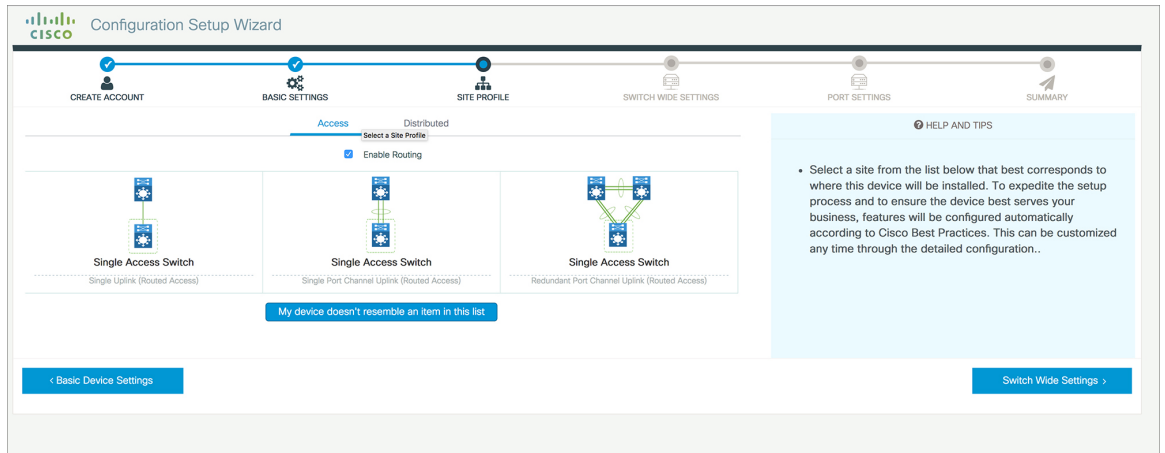 CISCO
Configuration Setup Wizard
CREATE ACCOUNT
BASIC SETTINGS
SITE PROFILE
SWITCH WIDE SETTINGS
PORT SETTINGS
SUMMARY
Access
Distributed
Select a Site Profile
Enable Routing
Single Access Switch
Single Uplink (Routed Access)
Single Access Switch
Single Port Channel Uplink (Routed Access)
Single Access Switch
Redundant Port Channel Uplink (Routed Access)
My device doesn't resemble an item in this list
HELP AND TIPS
• Select a site from the list below that best corresponds to
where this device will be installed. To expedite the setup
process and to ensure the device best serves your
business, features will be configured automatically
according to Cisco Best Practices. This can be customized
any time through the detailed configuration..
‹ Basic Device Settings
Switch Wide Settings ›